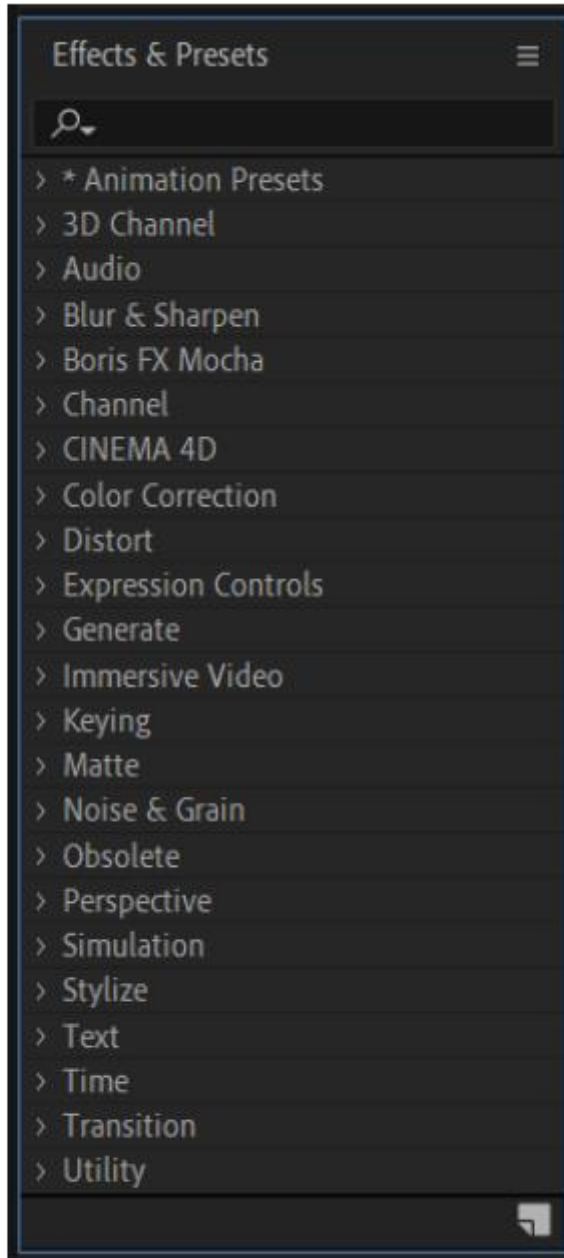 Effects & Presets
* Animation Presets
3D Channel
Audio
Blur & Sharpen
Boris FX Mocha
Channel
CINEMA 4D
Color Correction
Distort
Expression Controls
Generate
Immersive Video
Keying
Matte
Noise & Grain
Obsolete
Perspective
Simulation
Stylize
Text
Time
Transition
Utility